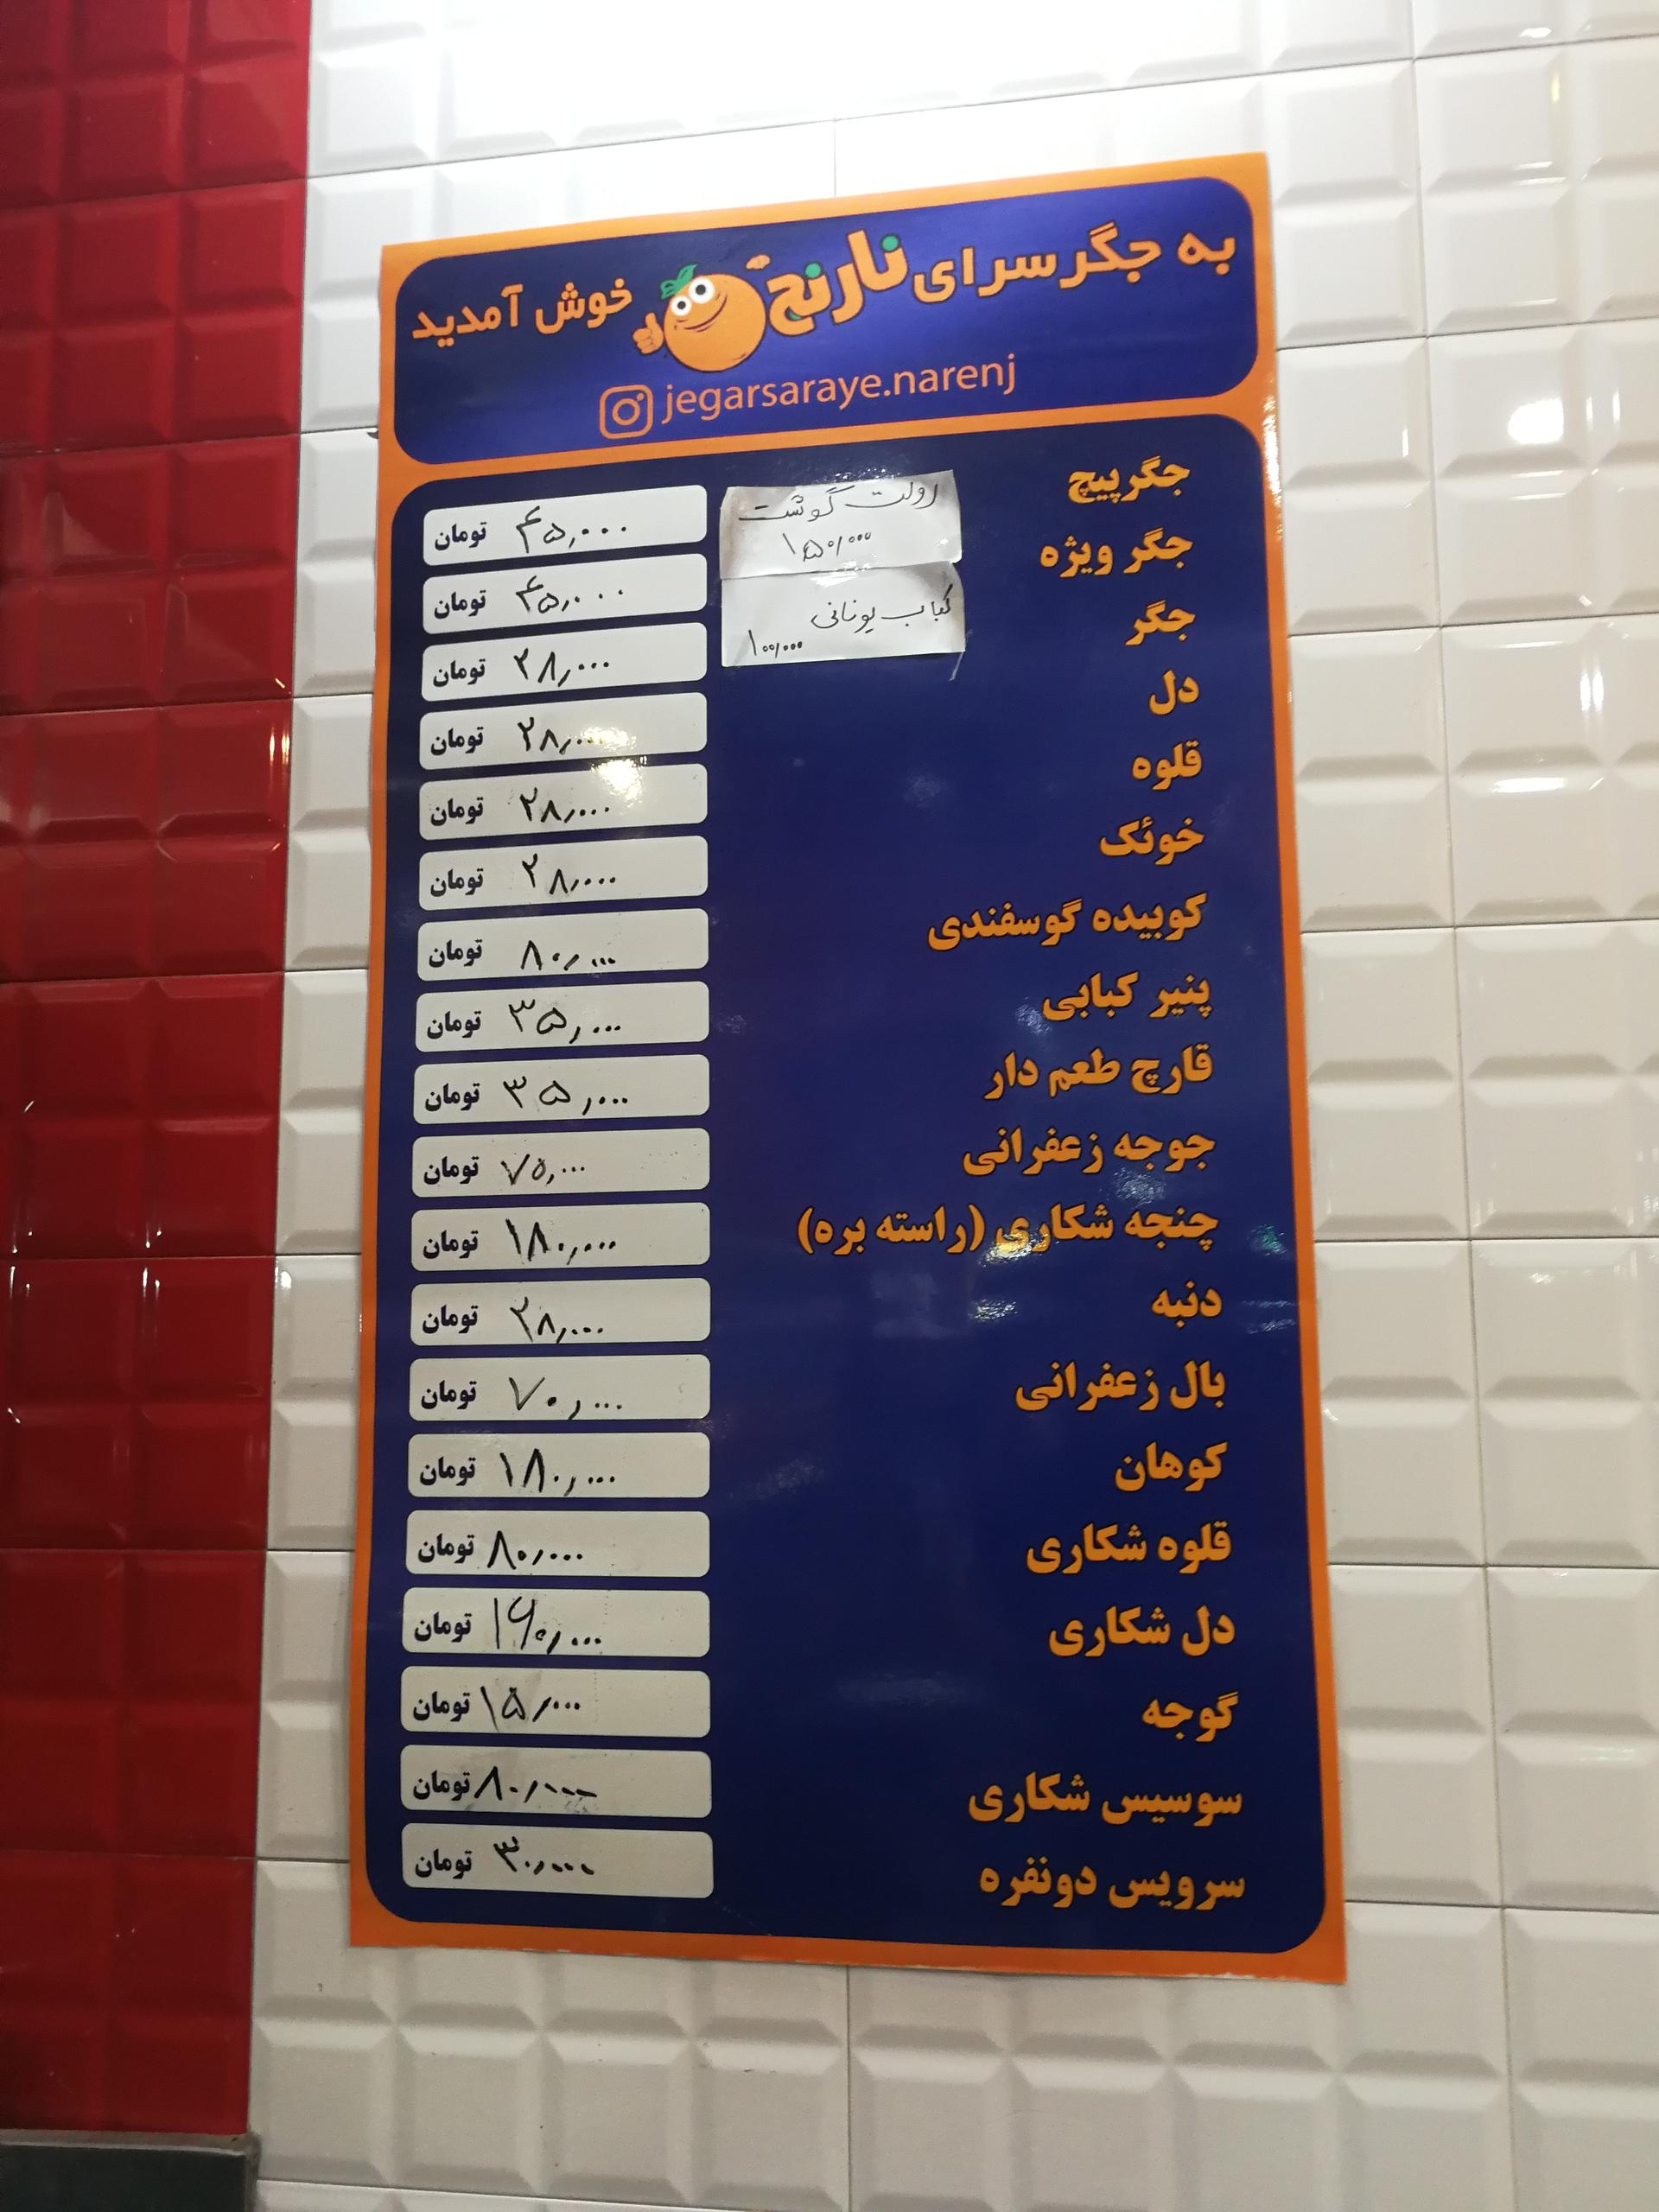 به جگرسرای نارنج خوش آمدید
jegarsaraye.narenj
جگرپیچ ۴۵,۰۰۰ تومان
رولت گوشت
۱۵۰,۰۰۰
جگر ویژه ۴۵,۰۰۰ تومان
کباب یونانی
۱۰۰,۰۰۰
جگر ۲۸,۰۰۰ تومان
دل ۲۸,۰۰۰ تومان
قلوه ۲۸,۰۰۰ تومان
خوئک ۲۸,۰۰۰ تومان
کوبیده گوسفندی ۸۰,۰۰۰ تومان
پنیر کبابی ۳۵,۰۰۰ تومان
قارچ طعم دار ۳۵,۰۰۰ تومان
جوجه زعفرانی ۷۵,۰۰۰ تومان
چنجه شکاری (راسته بره) ۱۸۰,۰۰۰ تومان
دنبه ۲۸,۰۰۰ تومان
بال زعفرانی ۷۰,۰۰۰ تومان
کوهان ۱۸۰,۰۰۰ تومان
قلوه شکاری ۸۰,۰۰۰ تومان
دل شکاری ۱۶۰,۰۰۰ تومان
گوجه ۱۵,۰۰۰ تومان
سوسیس شکاری ۸۰,۰۰۰ تومان
سرویس دونفره ۳۰,۰۰۰ تومان